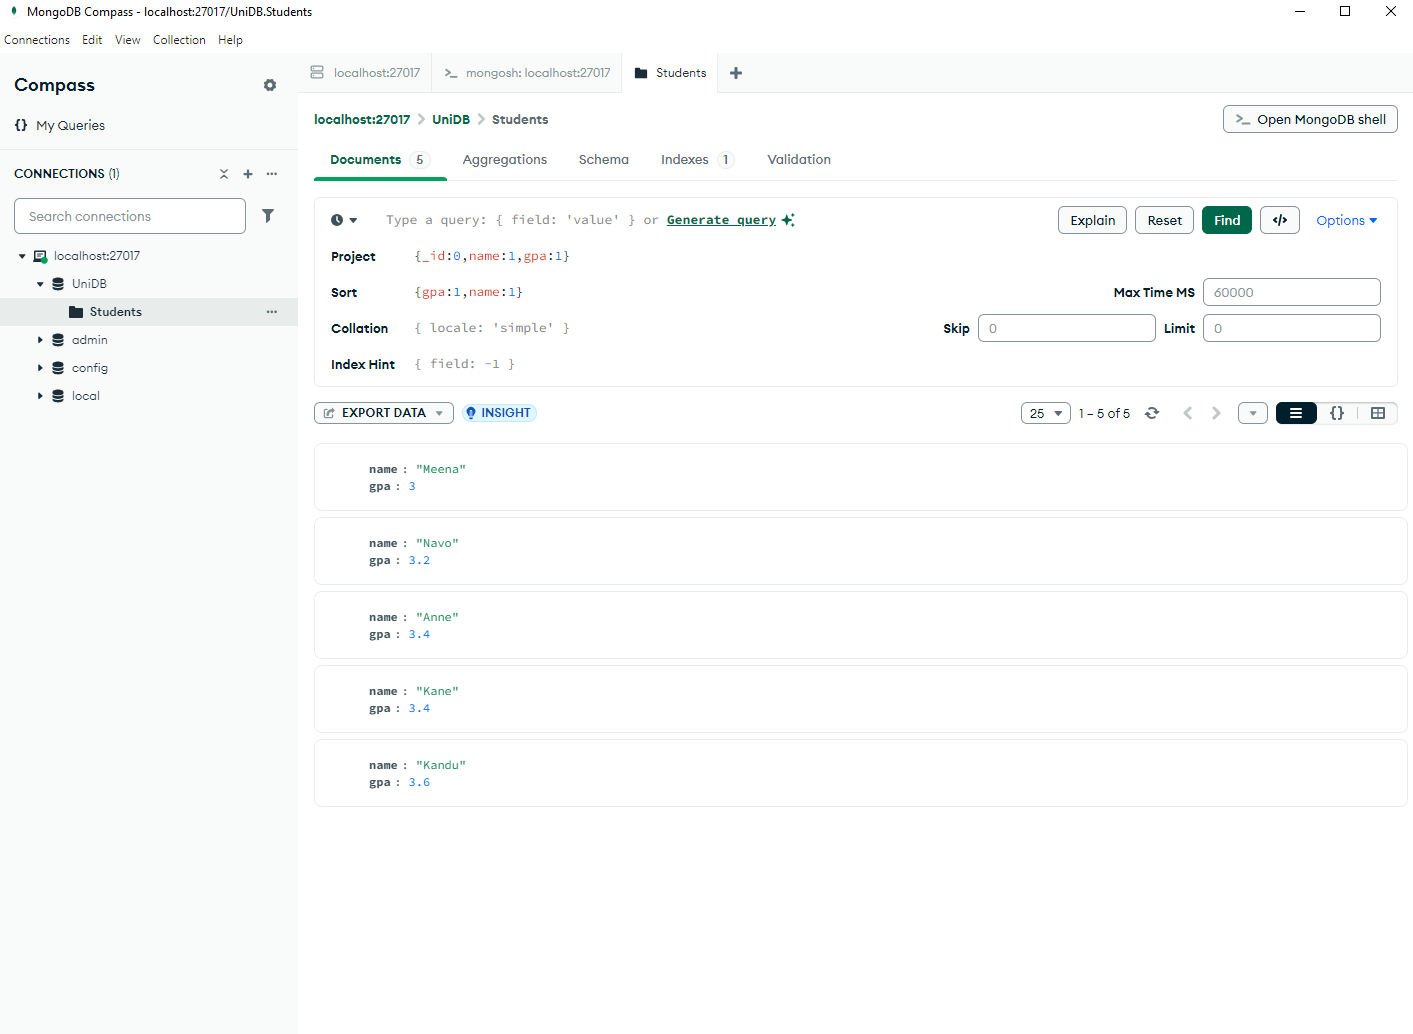 MongoDB Compass - localhost:27017/UniDB.Students
Connections Edit View Collection Help
Compass
My Queries
CONNECTIONS (1)
Search connections
localhost:27017
UniDB
Students
admin
config
local
localhost:27017
mongosh: localhost:27017
Students
localhost:27017 > UniDB > Students
Open MongoDB shell
Documents 5 Aggregations Schema Indexes 1 Validation
Type a query: { field: 'value' } or Generate query
Explain Reset Find </> Options
Project {_id:0,name:1,gpa:1}
Sort {gpa:1,name:1}
Max Time MS 60000
Collation { locale: 'simple' }
Skip 0 Limit 0
Index Hint { field: -1 }
EXPORT DATA INSIGHT
25 1 – 5 of 5 {}
name : "Meena"
gpa : 3
name : "Navo"
gpa : 3.2
name : "Anne"
gpa : 3.4
name : "Kane"
gpa : 3.4
name : "Kandu"
gpa : 3.6